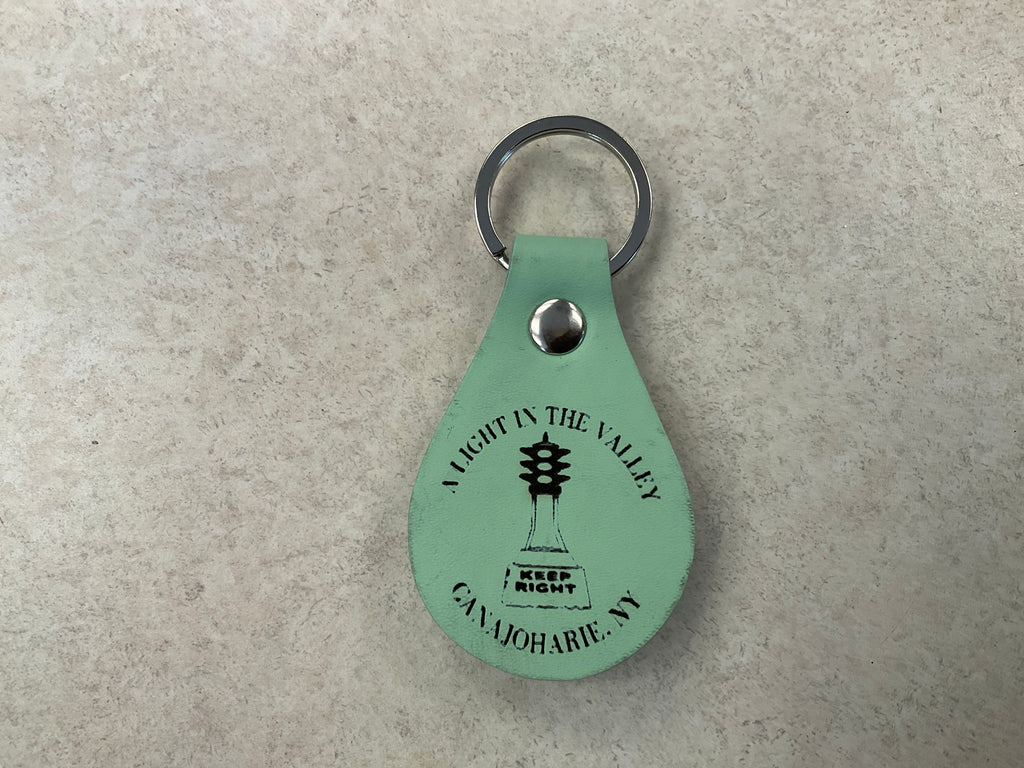 A LIGHT IN THE VALLEY
KEEP
RIGHT
CANAJOHARIE, NY